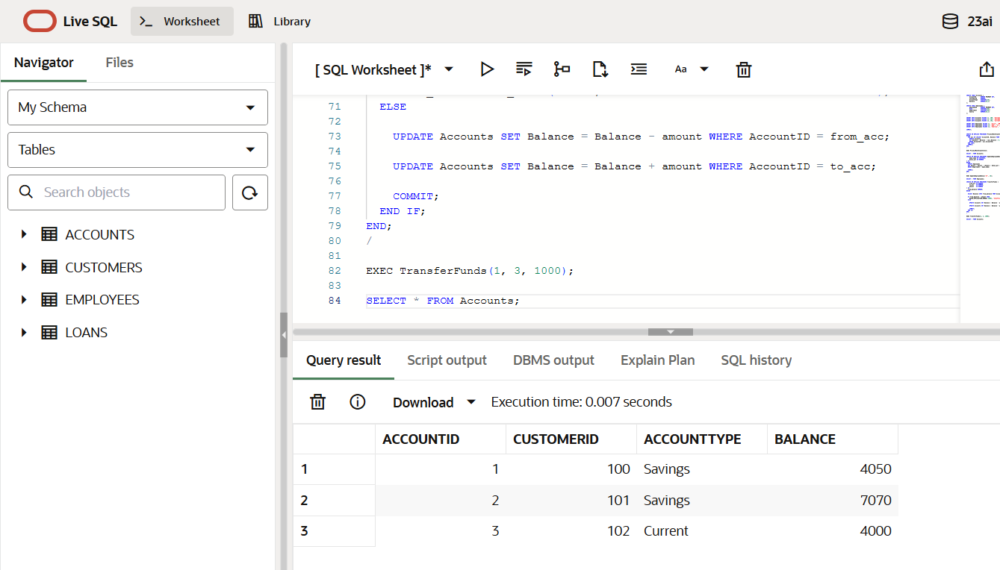 Live SQL
Worksheet
Library
23ai
Navigator
Files
My Schema
Tables
Search objects
ACCOUNTS
CUSTOMERS
EMPLOYEES
LOANS
[ SQL Worksheet ]*
Aa
71 ELSE
72
73 UPDATE Accounts SET Balance = Balance - amount WHERE AccountID = from_acc;
74
75 UPDATE Accounts SET Balance = Balance + amount WHERE AccountID = to_acc;
76
77 COMMIT;
78 END IF;
79 END;
80 /
81
82 EXEC TransferFunds(1, 3, 1000);
83
84 SELECT * FROM Accounts;
Query result Script output DBMS output Explain Plan SQL history
Download Execution time: 0.007 seconds
ACCOUNTID CUSTOMERID ACCOUNTTYPE BALANCE
1 1 100 Savings 4050
2 2 101 Savings 7070
3 3 102 Current 4000